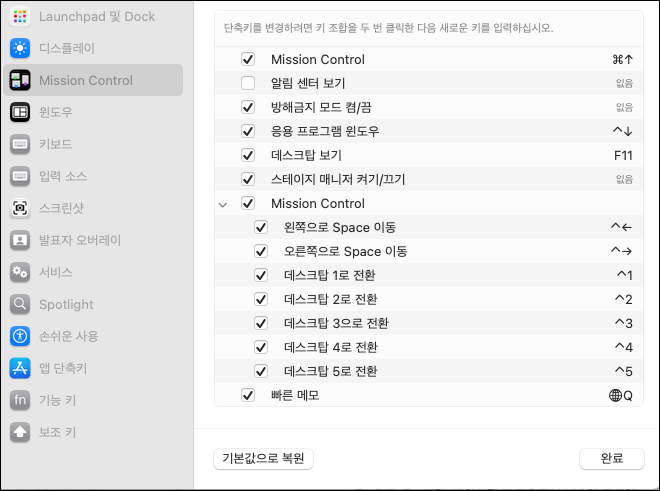 Launchpad 및 Dock
디스플레이
Mission Control
윈도우
키보드
입력 소스
스크린샷
발표자 오버레이
서비스
Spotlight
손쉬운 사용
앱 단축키
fn 기능 키
보조 키
단축키를 변경하려면 키 조합을 두 번 클릭한 다음 새로운 키를 입력하십시오.
Mission Control ⌘↑
알림 센터 보기 없음
방해금지 모드 켬/끔 없음
응용 프로그램 윈도우 ^↓
데스크탑 보기 F11
스테이지 매니저 켜기/끄기 없음
Mission Control
왼쪽으로 Space 이동 ^←
오른쪽으로 Space 이동 ^→
데스크탑 1로 전환 ^1
데스크탑 2로 전환 ^2
데스크탑 3으로 전환 ^3
데스크탑 4로 전환 ^4
데스크탑 5로 전환 ^5
빠른 메모 🌐Q
기본값으로 복원 완료